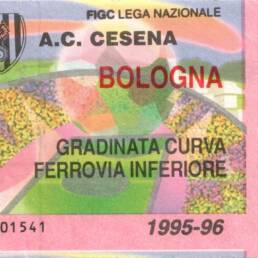 FIGC LEGA NAZIONALE
A.C. CESENA
BOLOGNA
GRADINATA CURVA
FERROVIA INFERIORE
01541
1995-96